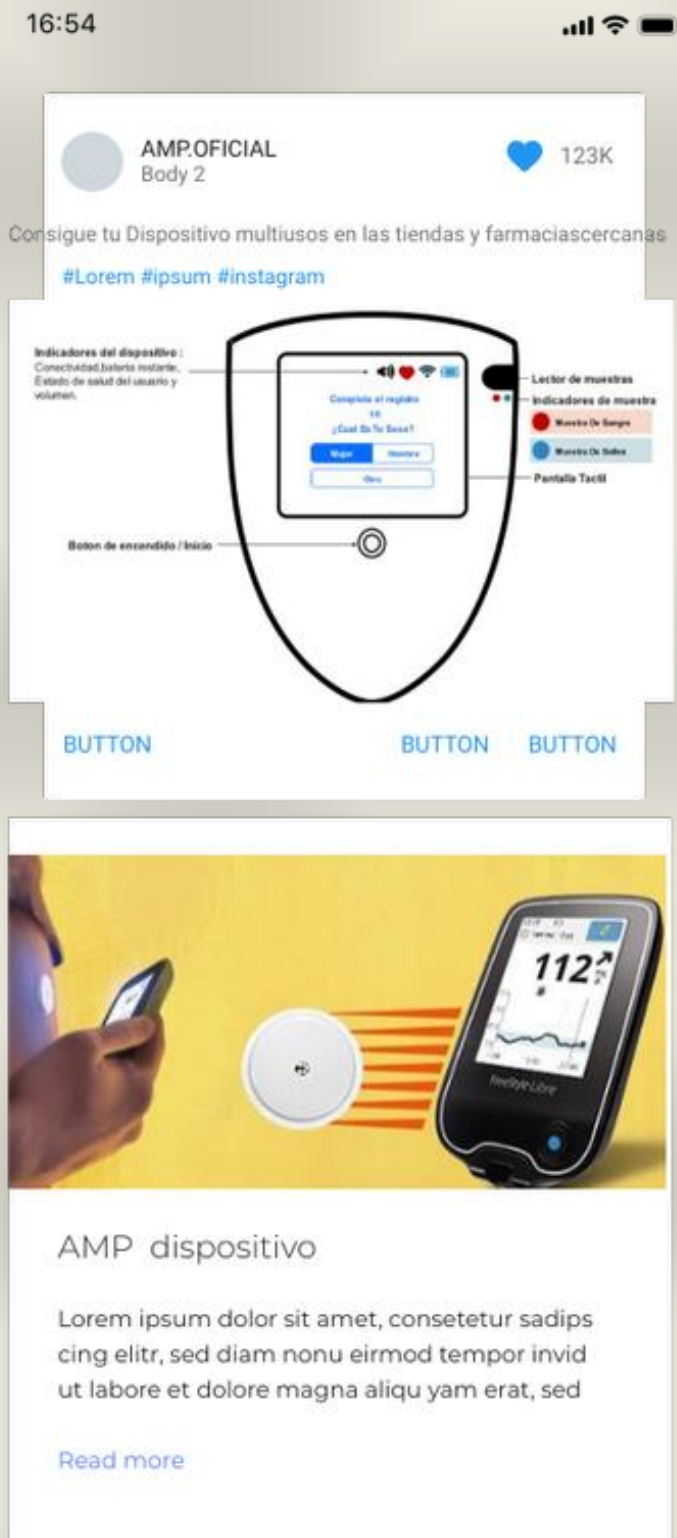 16:54
AMP.OFICIAL
Body 2
123K
Consigue tu Dispositivo multiusos en las tiendas y farmaciascercanas
#Lorem #ipsum #instagram
Indicadores del dispositivo :
Conectividad,bateria restante,
Estado de salud del usuario y
volumen.
Completa el registro
¿Cual Es Tu Sexo?
Mujer
Hombre
Otro
Lector de muestras
Indicadores de muestra
Muestra De Sangre
Muestra De Saliva
Pantalla Tactil
Boton de encendido / Inicio
BUTTON
BUTTON
BUTTON
112
FreeStyle Libre
AMP dispositivo
Lorem ipsum dolor sit amet, consetetur sadips
cing elitr, sed diam nonu eirmod tempor invid
ut labore et dolore magna aliqu yam erat, sed
Read more